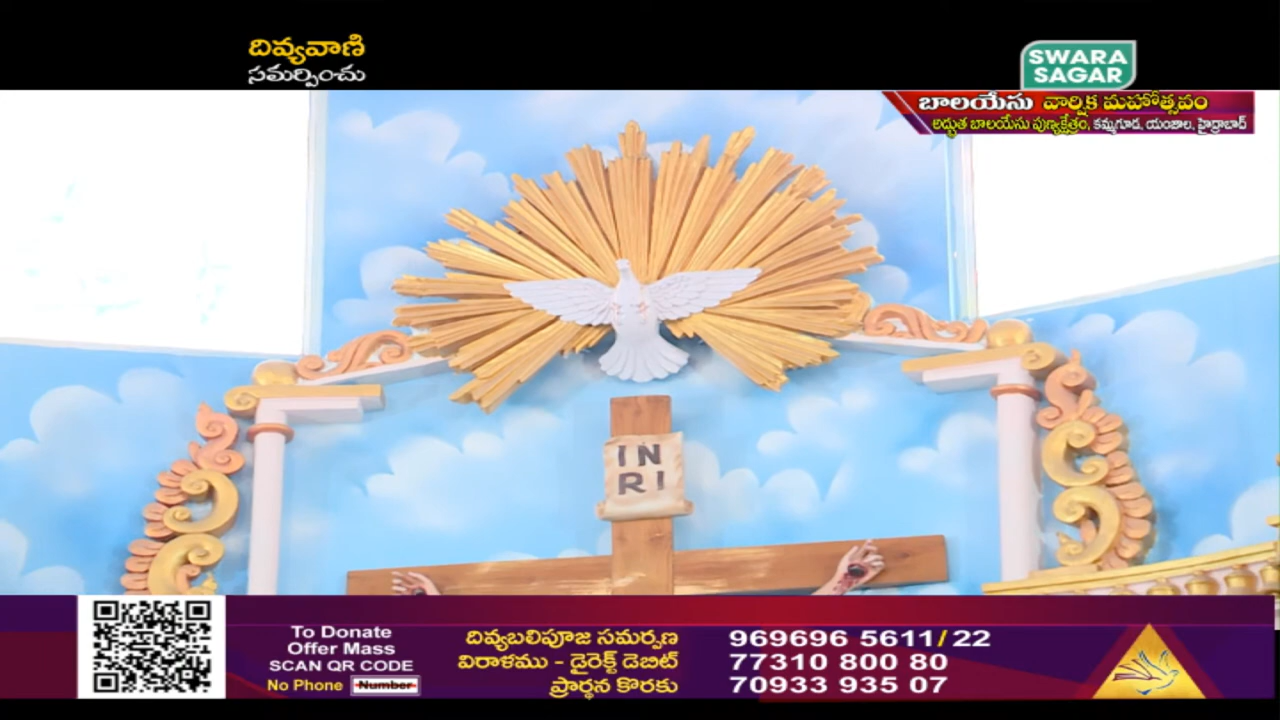 దివ్యవాణి
సమర్పించు
SWARA
SAGAR
బాలయేసు వార్షిక మహోత్సవం
అద్భుత బాలయేసు పుణ్యక్షేత్రం, కమ్మగూడ, యంజాల, హైద్రాబాద్
IN
RI
To Donate
Offer Mass
SCAN QR CODE
No Phone Number
దివ్యబలిపూజ సమర్పణ 969696 5611/22
విరాళము - డైరెక్ట్ డెబిట్ 77310 800 80
ప్రార్థన కొరకు 70933 935 07